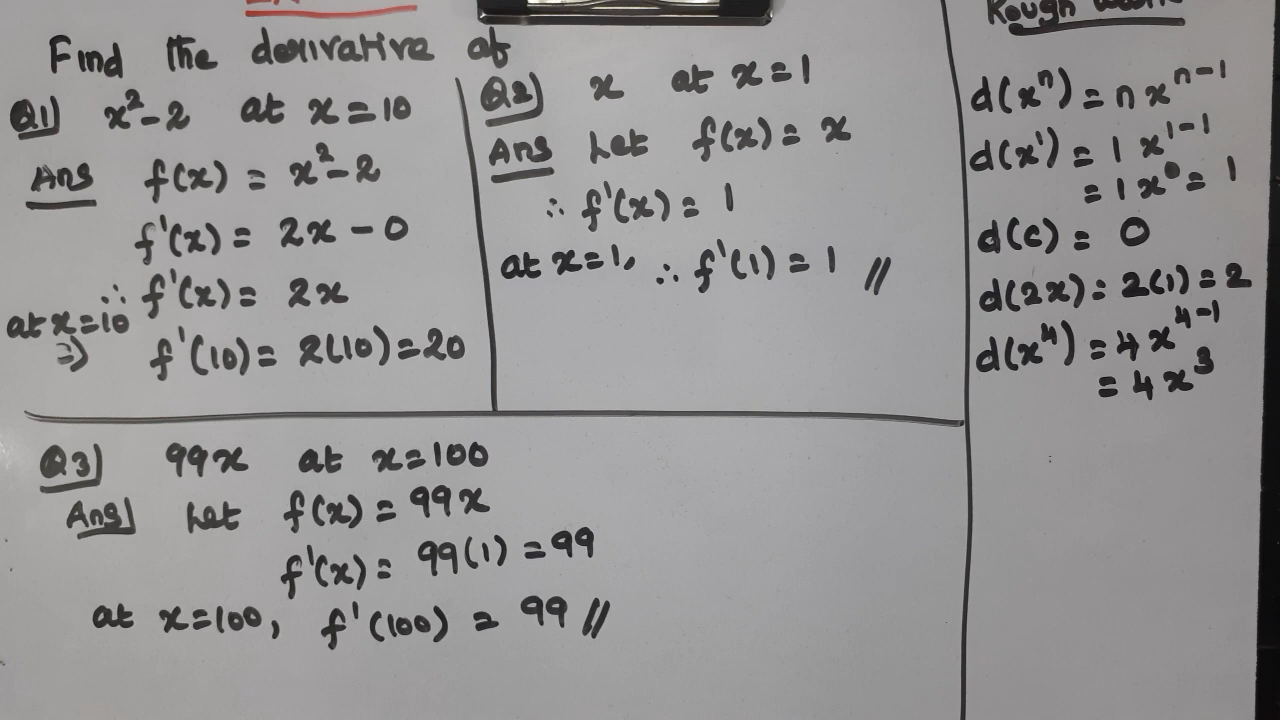 Find the derivative of
Q1) x²-2 at x=10
Ans f(x) = x²-2
f'(x) = 2x - 0
∴ f'(x) = 2x
at x=10
⇒ f'(10) = 2(10) = 20
Q2) x at x=1
Ans Let f(x) = x
∴ f'(x) = 1
at x=1, ∴ f'(1) = 1 //
Q3) 99x at x=100
Ans) Let f(x) = 99x
f'(x) = 99(1) = 99
at x=100, f'(100) = 99 //
Rough
d(xⁿ) = n xⁿ⁻¹
d(x¹) = 1 x¹⁻¹
= 1 x⁰ = 1
d(c) = 0
d(2x) = 2(1) = 2
d(x⁴) = 4 x⁴⁻¹
= 4 x³